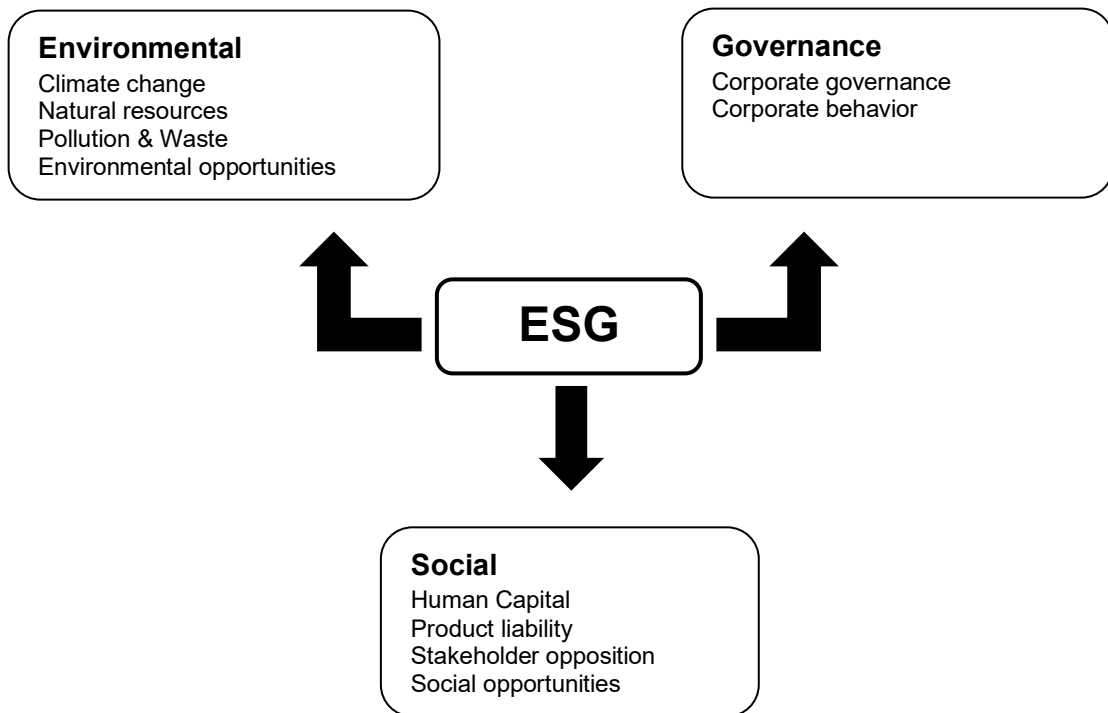 Environmental
Climate change
Natural resources
Pollution & Waste
Environmental opportunities
Governance
Corporate governance
Corporate behavior
ESG
Social
Human Capital
Product liability
Stakeholder opposition
Social opportunities